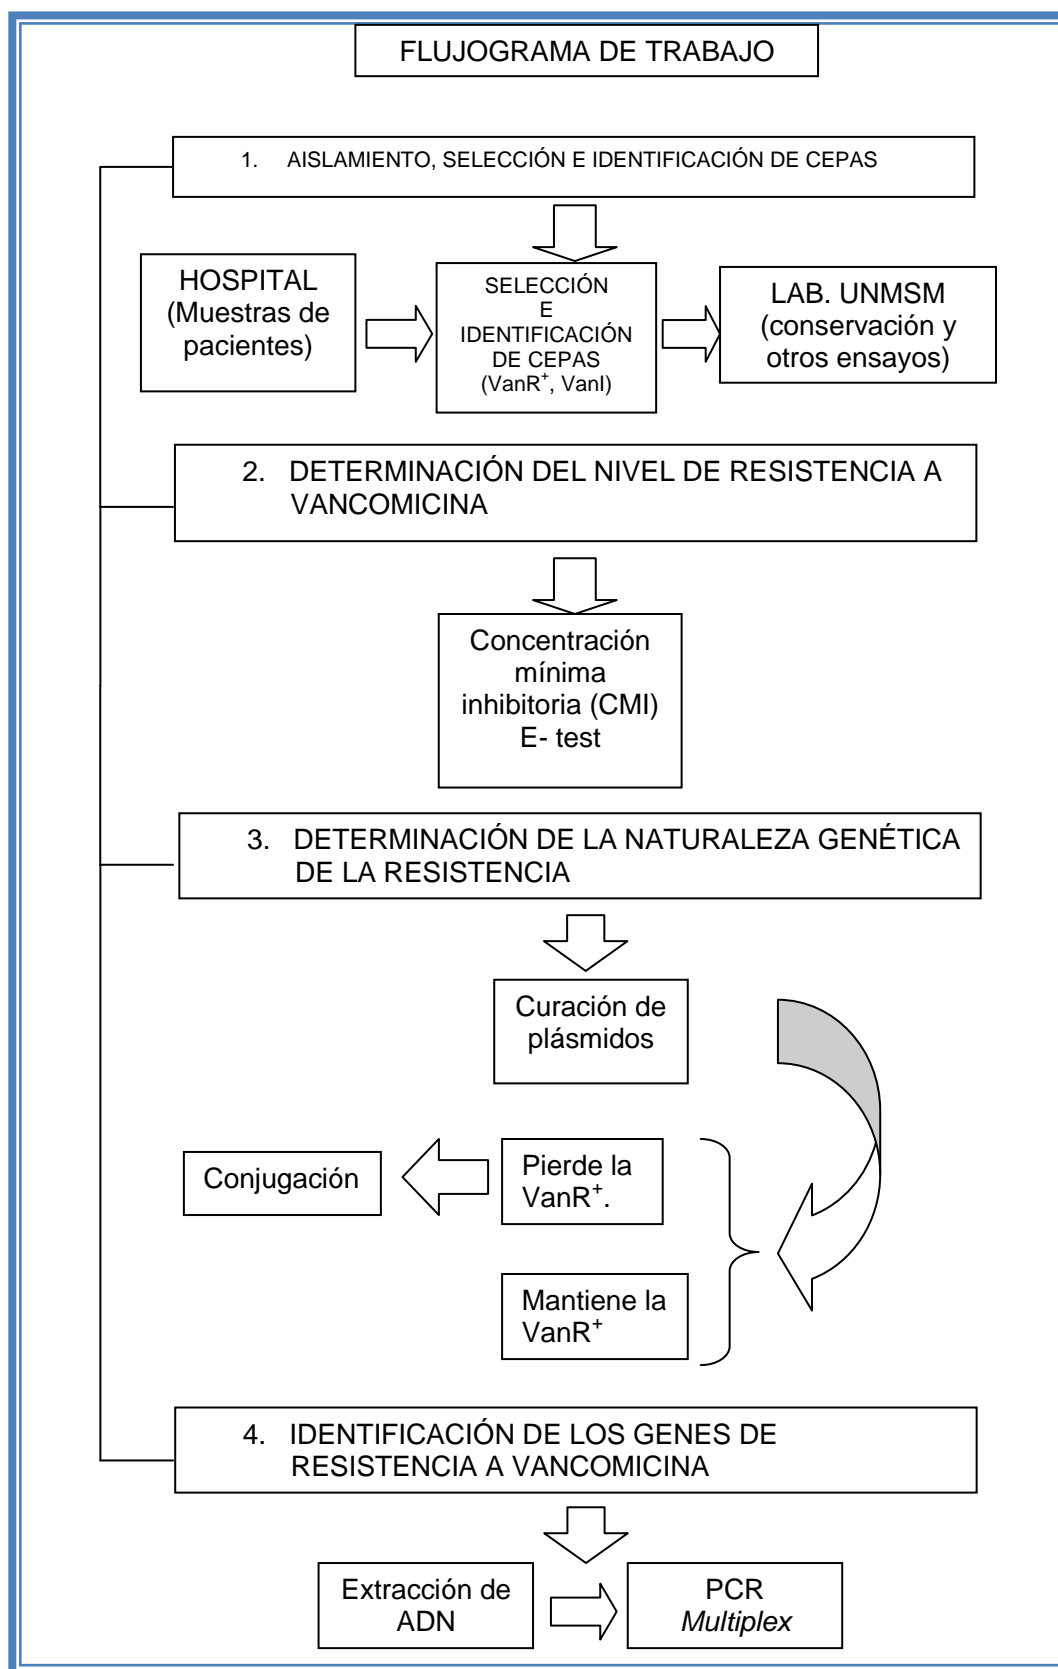 FLUJOGRAMA DE TRABAJO
1. AISLAMIENTO, SELECCIÓN E IDENTIFICACIÓN DE CEPAS
HOSPITAL
(Muestras de
pacientes)
SELECCIÓN
E
IDENTIFICACIÓN
DE CEPAS
(VanR⁺, VanI)
LAB. UNMSM
(conservación y
otros ensayos)
2. DETERMINACIÓN DEL NIVEL DE RESISTENCIA A
VANCOMICINA
Concentración
mínima
inhibitoria (CMI)
E- test
3. DETERMINACIÓN DE LA NATURALEZA GENÉTICA
DE LA RESISTENCIA
Curación de
plásmidos
Conjugación
Pierde la
VanR⁺.
Mantiene la
VanR⁺
4. IDENTIFICACIÓN DE LOS GENES DE
RESISTENCIA A VANCOMICINA
Extracción de
ADN
PCR
Multiplex